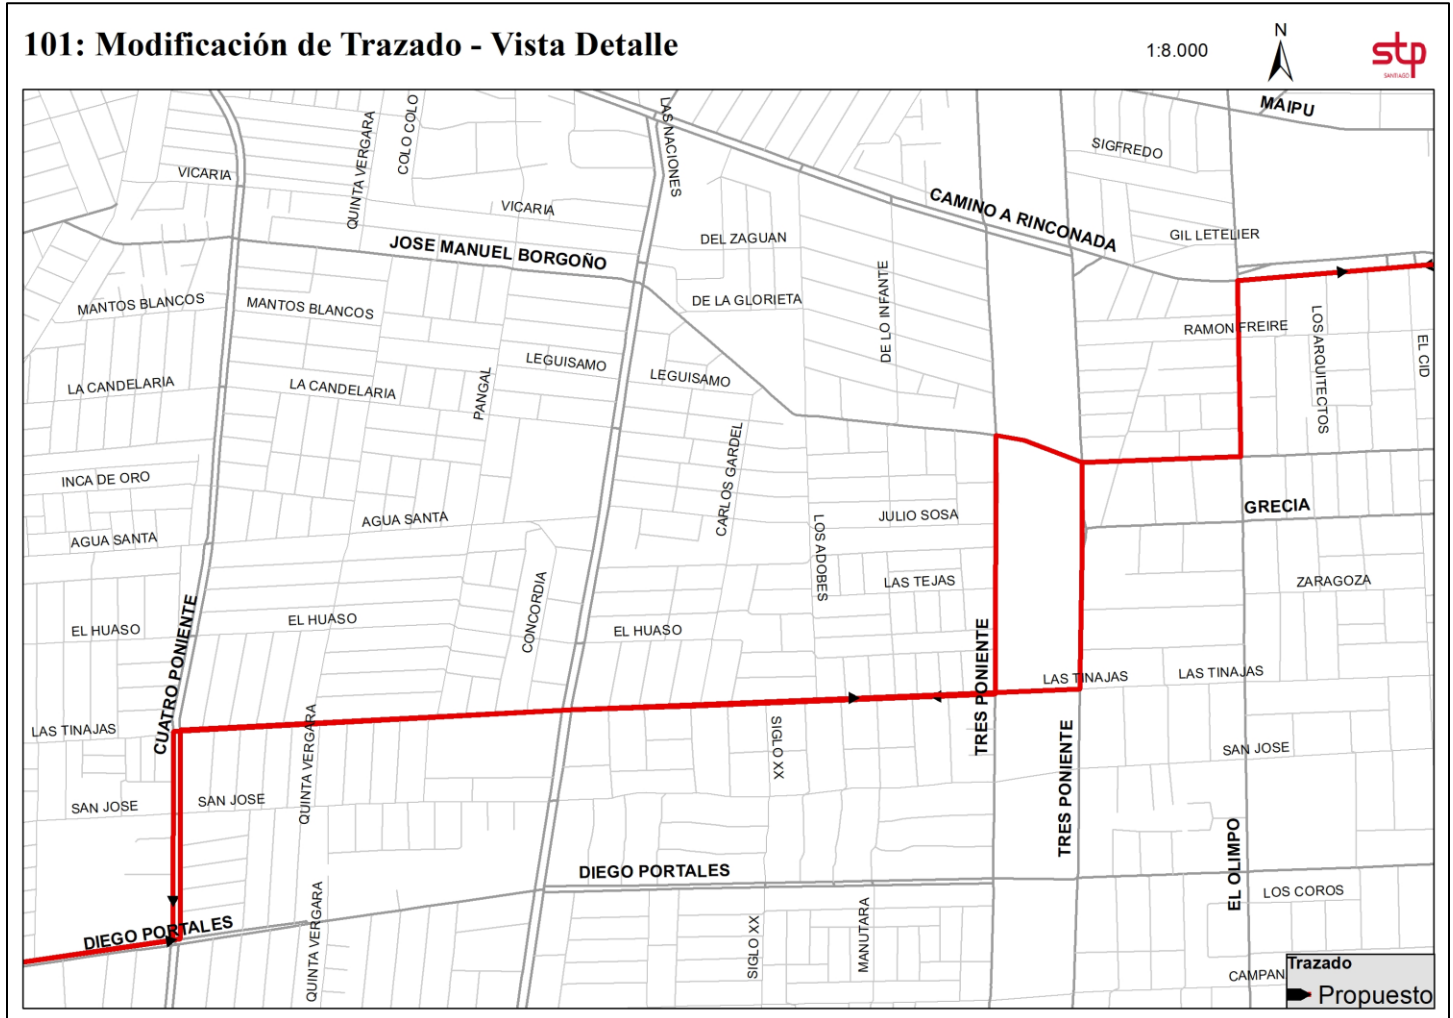 101: Modificación de Trazado - Vista Detalle
1:8.000
N
stp
SANTIAGO
MAIPU
LAS NACIONES
COLO COLO
QUINTA VERGARA
SIGFREDO
VICARIA
VICARIA
CAMINO A RINCONADA
GIL LETELIER
DEL ZAGUAN
JOSE MANUEL BORGOÑO
MANTOS BLANCOS
MANTOS BLANCOS
DE LA GLORIETA
DE LO INFANTE
RAMON FREIRE
LOS ARQUITECTOS
EL CID
LEGUISAMO
LEGUISAMO
LA CANDELARIA
LA CANDELARIA
PANGAL
CARLOS GARDEL
INCA DE ORO
AGUA SANTA
AGUA SANTA
JULIO SOSA
GRECIA
LOS ADOBES
LAS TEJAS
ZARAGOZA
CONCORDIA
EL HUASO
EL HUASO
EL HUASO
CUATRO PONIENTE
TRES PONIENTE
LAS TINAJAS
LAS TINAJAS
LAS TINAJAS
QUINTA VERGARA
SIGLO XX
TRES PONIENTE
SAN JOSE
SAN JOSE
SAN JOSE
EL OLIMPO
DIEGO PORTALES
LOS COROS
DIEGO PORTALES
QUINTA VERGARA
SIGLO XX
MANUTARA
CAMPAN
Trazado
Propuesto